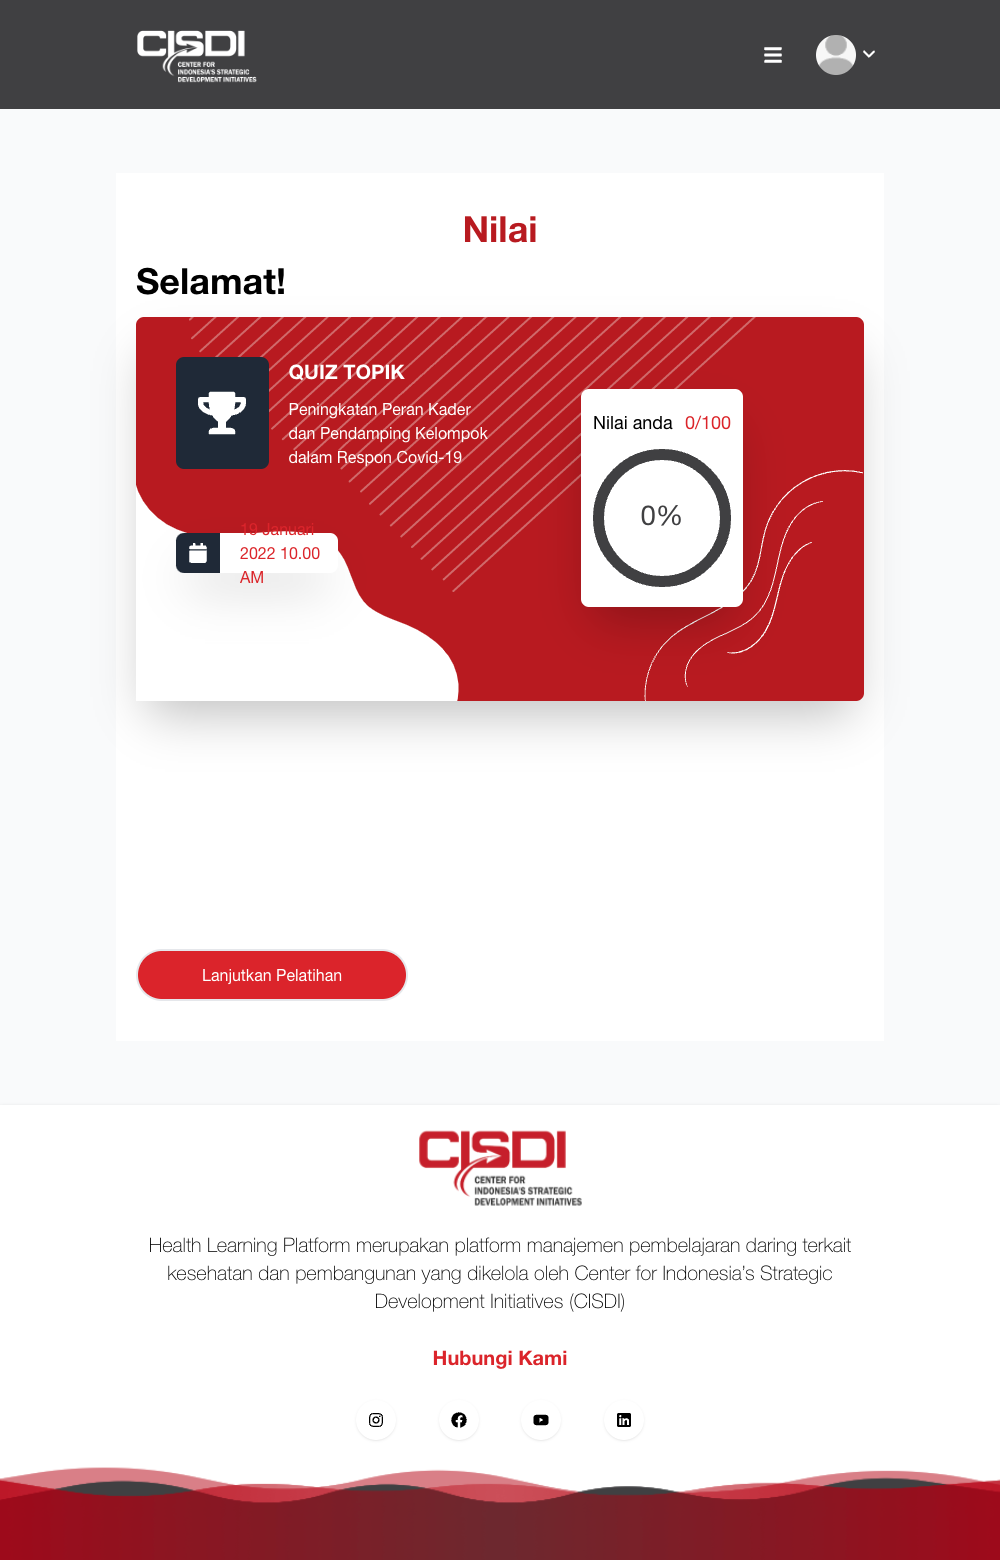 CISDI
CENTER FOR
INDONESIA'S STRATEGIC
DEVELOPMENT INITIATIVES
Nilai
Selamat!
QUIZ TOPIK
Peningkatan Peran Kader
dan Pendamping Kelompok
dalam Respon Covid-19
Nilai anda 0/100
0%
19 Januari
2022 10.00
AM
Lanjutkan Pelatihan
CISDI
CENTER FOR
INDONESIA'S STRATEGIC
DEVELOPMENT INITIATIVES
Health Learning Platform merupakan platform manajemen pembelajaran daring terkait
kesehatan dan pembangunan yang dikelola oleh Center for Indonesia’s Strategic
Development Initiatives (CISDI)
Hubungi Kami